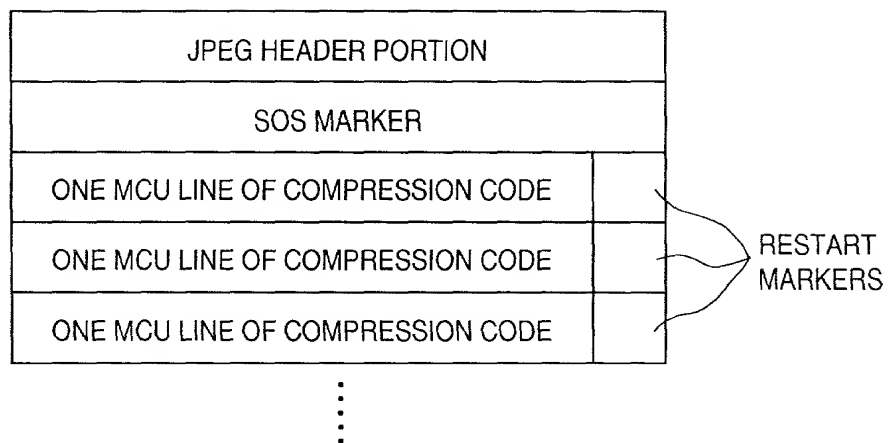 JPEG HEADER PORTION
SOS MARKER
ONE MCU LINE OF COMPRESSION CODE
ONE MCU LINE OF COMPRESSION CODE
ONE MCU LINE OF COMPRESSION CODE
RESTART
MARKERS